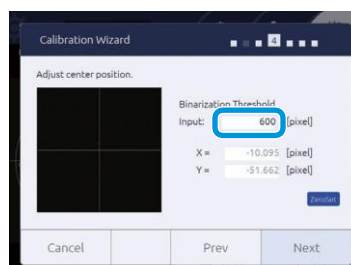 Calibration Wizard
4
Adjust center position.
Binarization Threshold
Input: 600 [pixel]
X = -10.095 [pixel]
Y = -51.662 [pixel]
ZeroSet
Cancel
Prev
Next